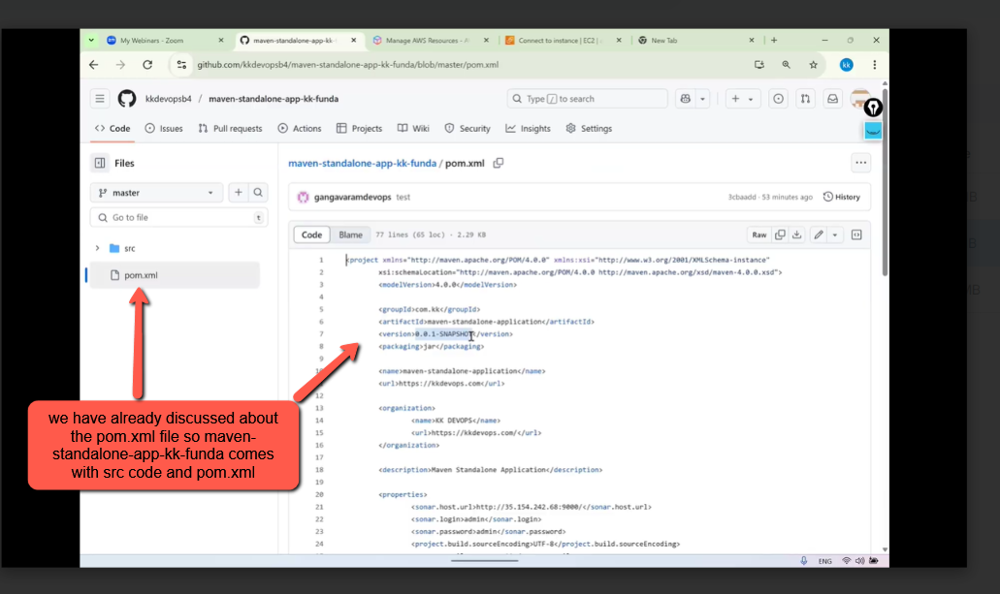 My Webinars - Zoom
maven-standalone-app-kk-
Manage AWS Resources - A
Connect to instance | EC2 |
New Tab
github.com/kkdevopsb4/maven-standalone-app-kk-funda/blob/master/pom.xml
kk
kkdevopsb4 / maven-standalone-app-kk-funda
Type / to search
Code Issues Pull requests Actions Projects Wiki Security Insights Settings
Files
master
Go to file
t
src
pom.xml
maven-standalone-app-kk-funda / pom.xml
gangavaramdevops test
3cbaadd · 53 minutes ago History
Code Blame 77 lines (65 loc) · 2.29 KB
Raw
1 <project xmlns="http://maven.apache.org/POM/4.0.0" xmlns:xsi="http://www.w3.org/2001/XMLSchema-instance"
2 xsi:schemaLocation="http://maven.apache.org/POM/4.0.0 http://maven.apache.org/xsd/maven-4.0.0.xsd">
3 <modelVersion>4.0.0</modelVersion>
4
5 <groupId>com.kk</groupId>
6 <artifactId>maven-standalone-application</artifactId>
7 <version>0.0.1-SNAPSHOT</version>
8 <packaging>jar</packaging>
9
10 <name>maven-standalone-application</name>
<url>https://kkdevops.com</url>
12
13 <organization>
14 <name>KK DEVOPS</name>
15 <url>https://kkdevops.com/</url>
16 </organization>
17
18 <description>Maven Standalone Application</description>
19
20 <properties>
21 <sonar.host.url>http://35.154.242.68:9000/</sonar.host.url>
22 <sonar.login>admin</sonar.login>
23 <sonar.password>admin</sonar.password>
24 <project.build.sourceEncoding>UTF-8</project.build.sourceEncoding>
we have already discussed about
the pom.xml file so maven-
standalone-app-kk-funda comes
with src code and pom.xml
ENG